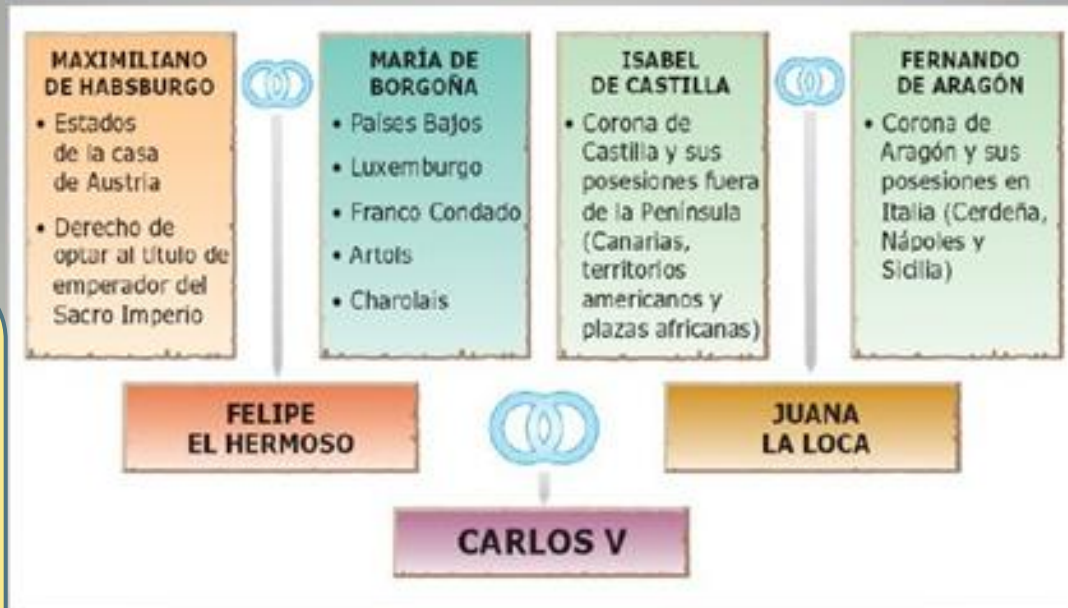 MAXIMILIANO
DE HABSBURGO
• Estados
de la casa
de Austria
• Derecho de
optar al título de
emperador del
Sacro Imperio
MARÍA DE
BORGOÑA
• Países Bajos
• Luxemburgo
• Franco Condado
• Artois
• Charolais
ISABEL
DE CASTILLA
• Corona de
Castilla y sus
posesiones fuera
de la Península
(Canarias,
territorios
americanos y
plazas africanas)
FERNANDO
DE ARAGÓN
• Corona de
Aragón y sus
posesiones en
Italia (Cerdeña,
Nápoles y
Sicilia)
FELIPE
EL HERMOSO
JUANA
LA LOCA
CARLOS V